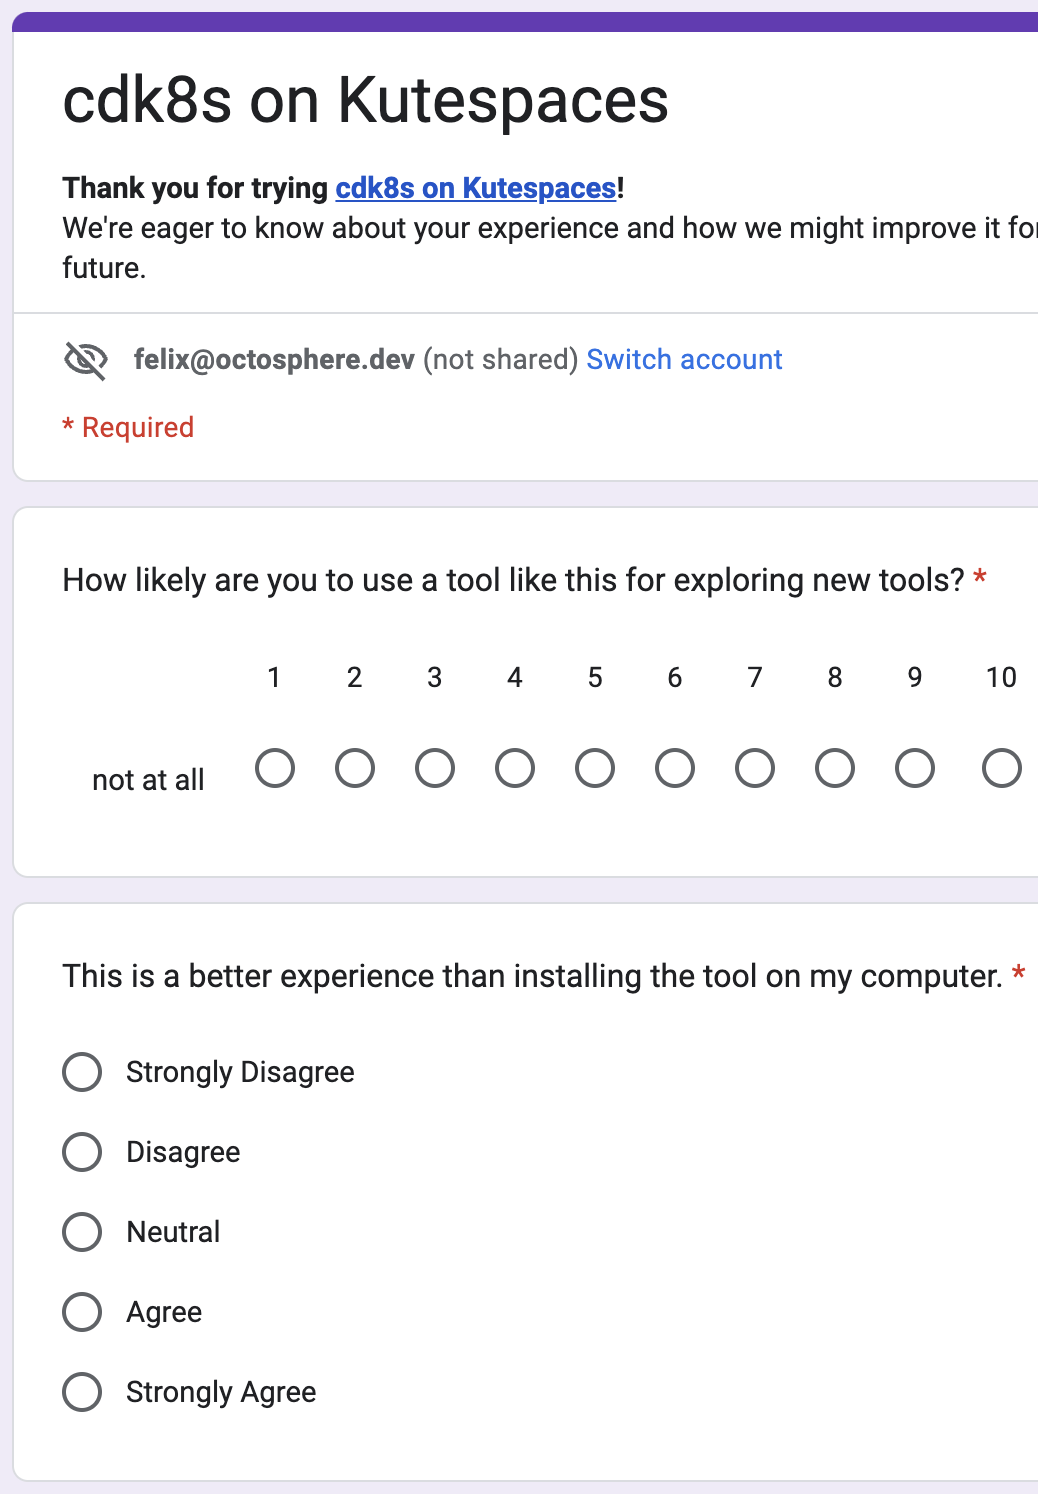 cdk8s on Kutespaces
Thank you for trying cdk8s on Kutespaces!
We're eager to know about your experience and how we might improve it for
future.
felix@octosphere.dev (not shared) Switch account
* Required
How likely are you to use a tool like this for exploring new tools? *
1 2 3 4 5 6 7 8 9 10
not at all
This is a better experience than installing the tool on my computer. *
Strongly Disagree
Disagree
Neutral
Agree
Strongly Agree